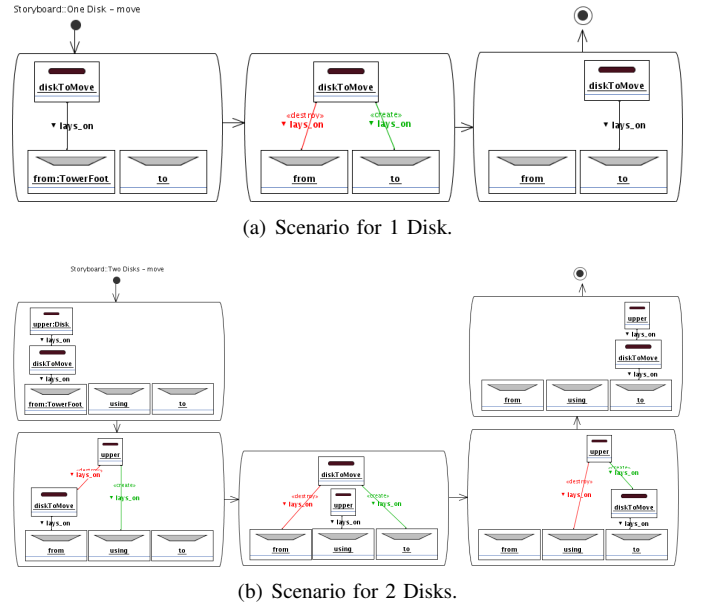 Storyboard::One Disk - move
diskToMove
▼ lays_on
from:TowerFoot
to
diskToMove
«destroy»
▼ lays_on
«create»
▼ lays_on
from
to
diskToMove
▼ lays_on
from
to
(a) Scenario for 1 Disk.
Storyboard::Two Disks - move
upper:Disk
▼ lays_on
diskToMove
▼ lays_on
from:TowerFoot
using
to
upper
▼ lays_on
diskToMove
▼ lays_on
from
using
to
upper
«destroy»
▼ lays_on
«create»
▼ lays_on
diskToMove
▼ lays_on
from
using
to
diskToMove
«destroy»
▼ lays_on
«create»
▼ lays_on
upper
▼ lays_on
from
using
to
upper
«destroy»
▼ lays_on
«create»
▼ lays_on
diskToMove
▼ lays_on
from
using
to
(b) Scenario for 2 Disks.